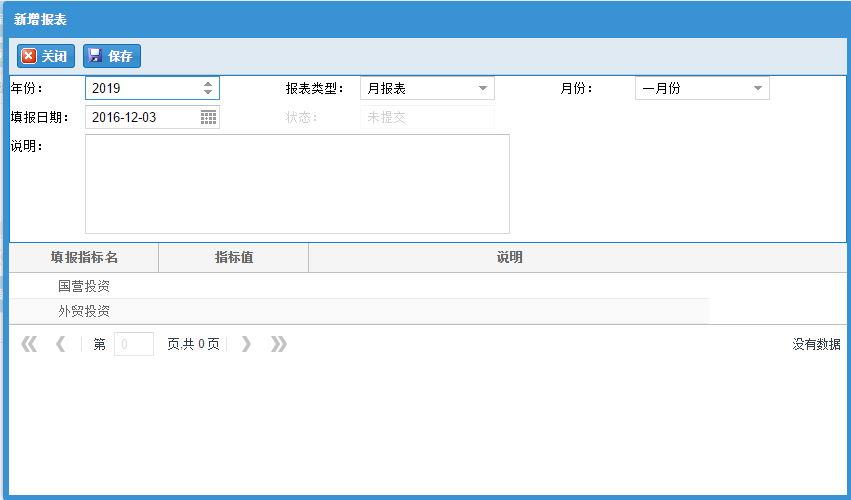 新增报表
关闭 保存
年份： 2019 报表类型： 月报表 月份： 一月份
填报日期： 2016-12-03 状态： 未提交
说明：
填报指标名 指标值 说明
国营投资
外贸投资
第 0 页,共 0 页 没有数据